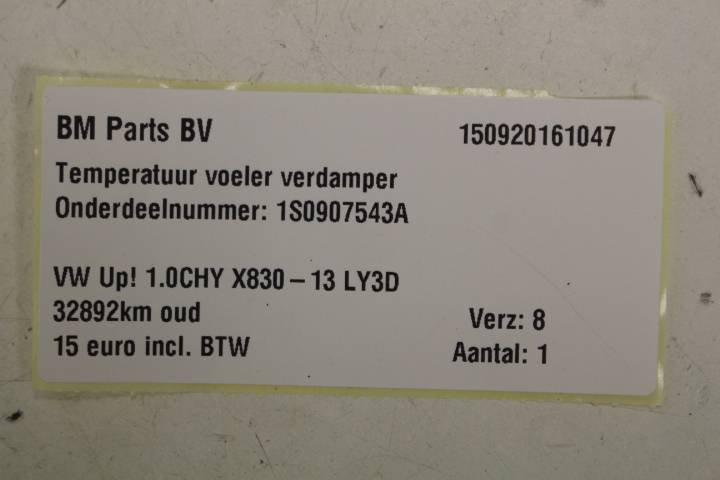 BM Parts BV 150920161047
Temperatuur voeler verdamper
Onderdeelnummer: 1S0907543A
VW Up! 1.0CHY X830-13 LY3D
32892km oud Verz: 8
15 euro incl. BTW Aantal: 1